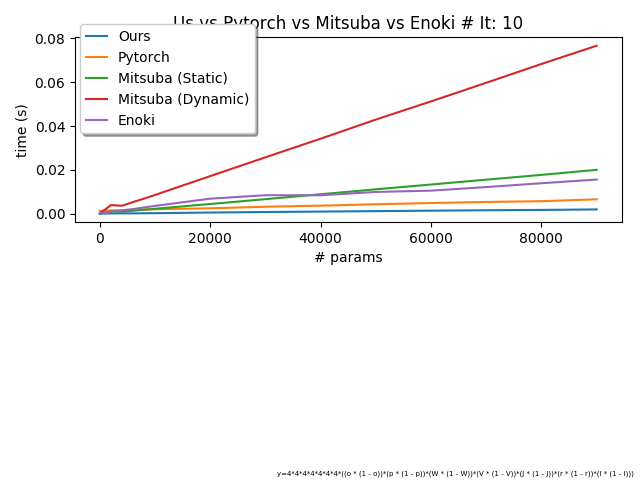 Us vs Pytorch vs Mitsuba vs Enoki # It: 10
Ours
Pytorch
Mitsuba (Static)
Mitsuba (Dynamic)
Enoki
time (s)
0.08
0.06
0.04
0.02
0.00
0 20000 40000 60000 80000
# params
y=4*4*4*4*4*4*4*((o * (1 - o))*(p * (1 - p))*(W * (1 - W))*(V * (1 - V))*(J * (1 - J))*(r * (1 - r))*(I * (1 - I)))